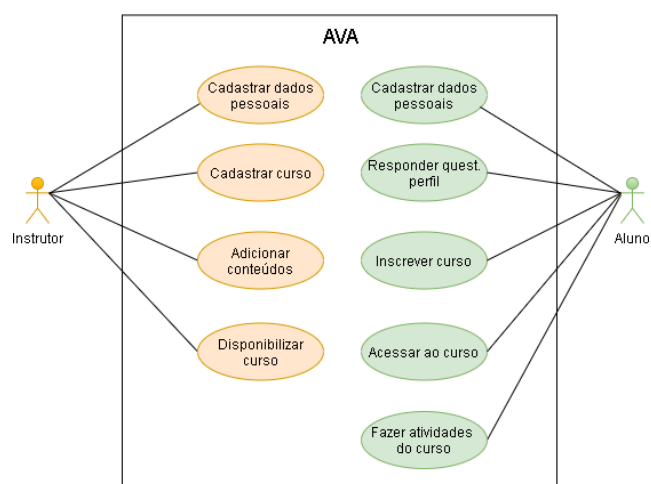 AVA
Cadastrar dados
pessoais
Cadastrar dados
pessoais
Cadastrar curso
Responder quest.
perfil
Instrutor
Aluno
Adicionar
conteúdos
Inscrever curso
Disponibilizar
curso
Acessar ao curso
Fazer atividades
do curso